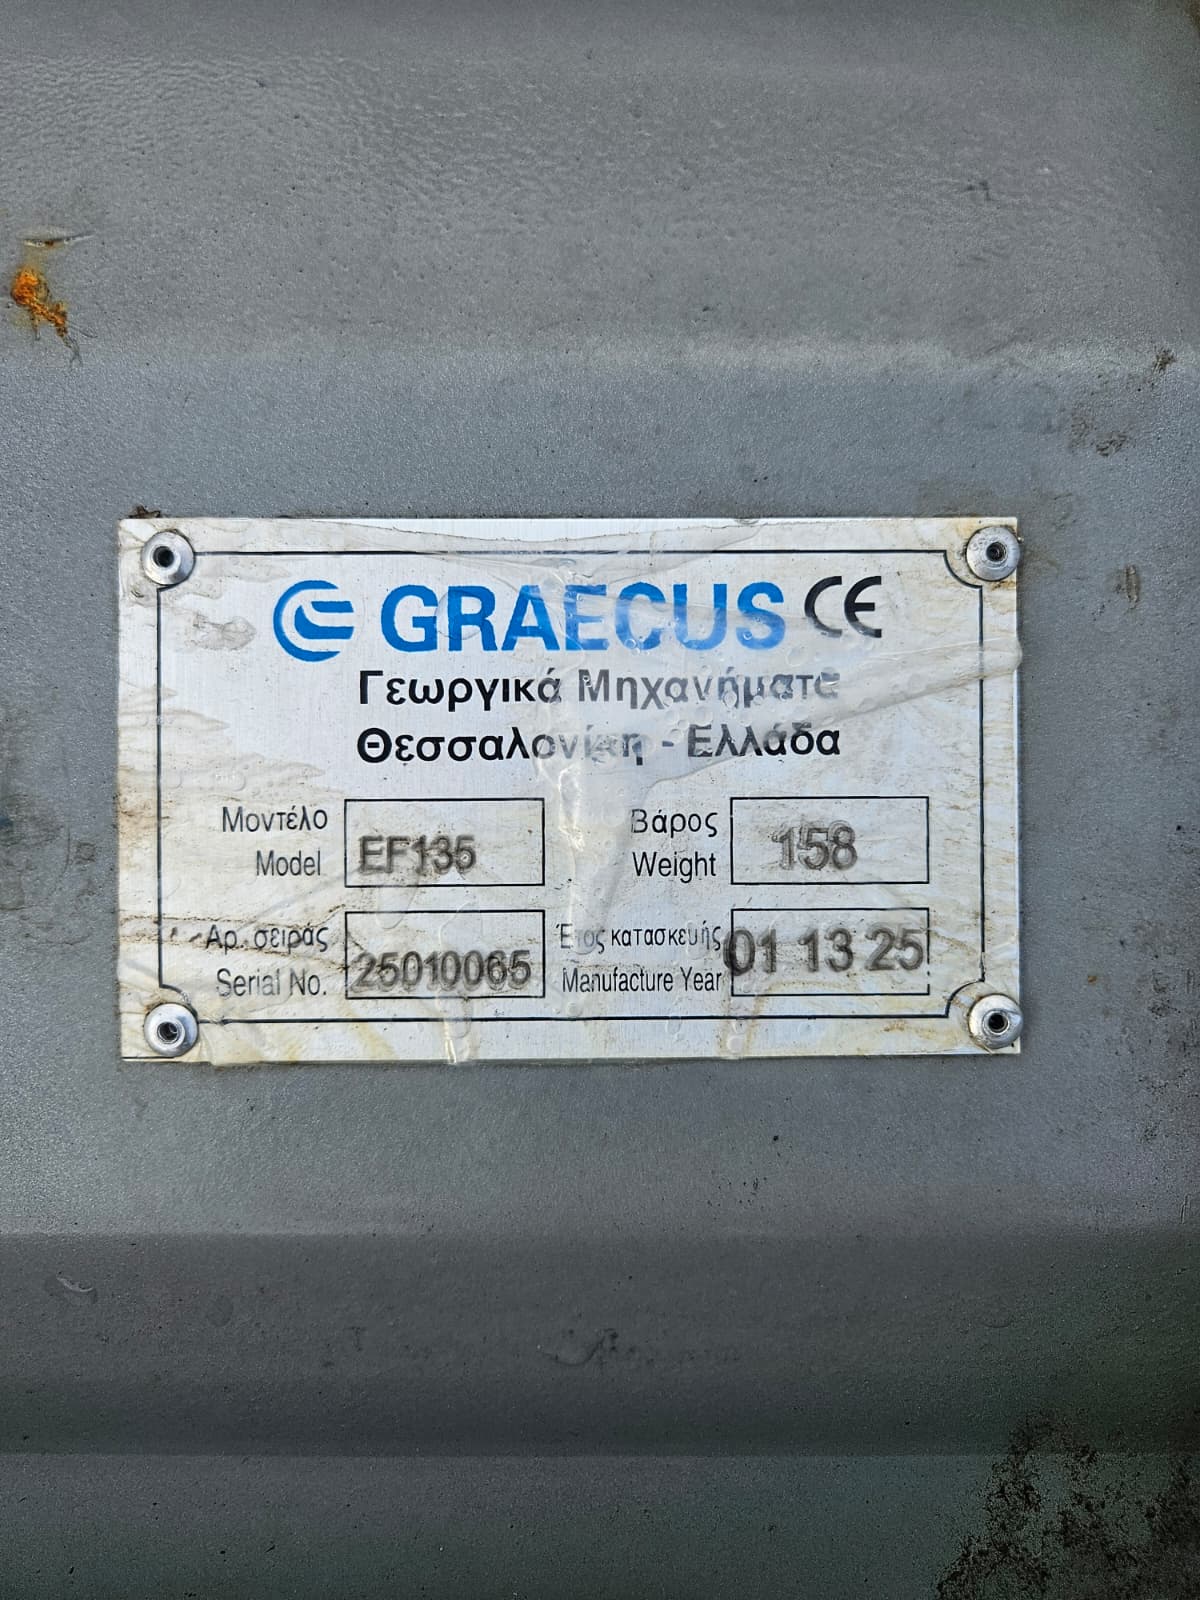 GRAECUS CE
Γεωργικά Μηχανήματα
Θεσσαλονίκη - Ελλάδα
Μοντέλο
Model
EF135
Βάρος
Weight
158
Αρ. σειράς
Serial No.
25010065
Έτος κατασκευής
Manufacture Year
01 13 25